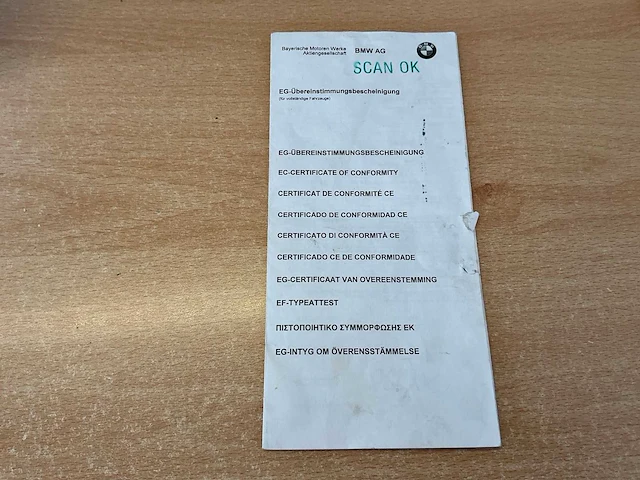 Bayerische Motoren Werke
Aktiengesellschaft
BMW AG
SCAN OK
EG-Übereinstimmungsbescheinigung
(für vollständige Fahrzeuge)
EG-ÜBEREINSTIMMUNGSBESCHEINIGUNG
EC-CERTIFICATE OF CONFORMITY
CERTIFICAT DE CONFORMITÉ CE
CERTIFICADO DE CONFORMIDAD CE
CERTIFICATO DI CONFORMITÀ CE
CERTIFICADO CE DE CONFORMIDADE
EG-CERTIFICAAT VAN OVEREENSTEMMING
EF-TYPEATTEST
ΠΙΣΤΟΠΟΙΗΤΙΚΟ ΣΥΜΜΟΡΦΩΣΗΣ ΕΚ
EG-INTYG OM ÖVERENSSTÄMMELSE